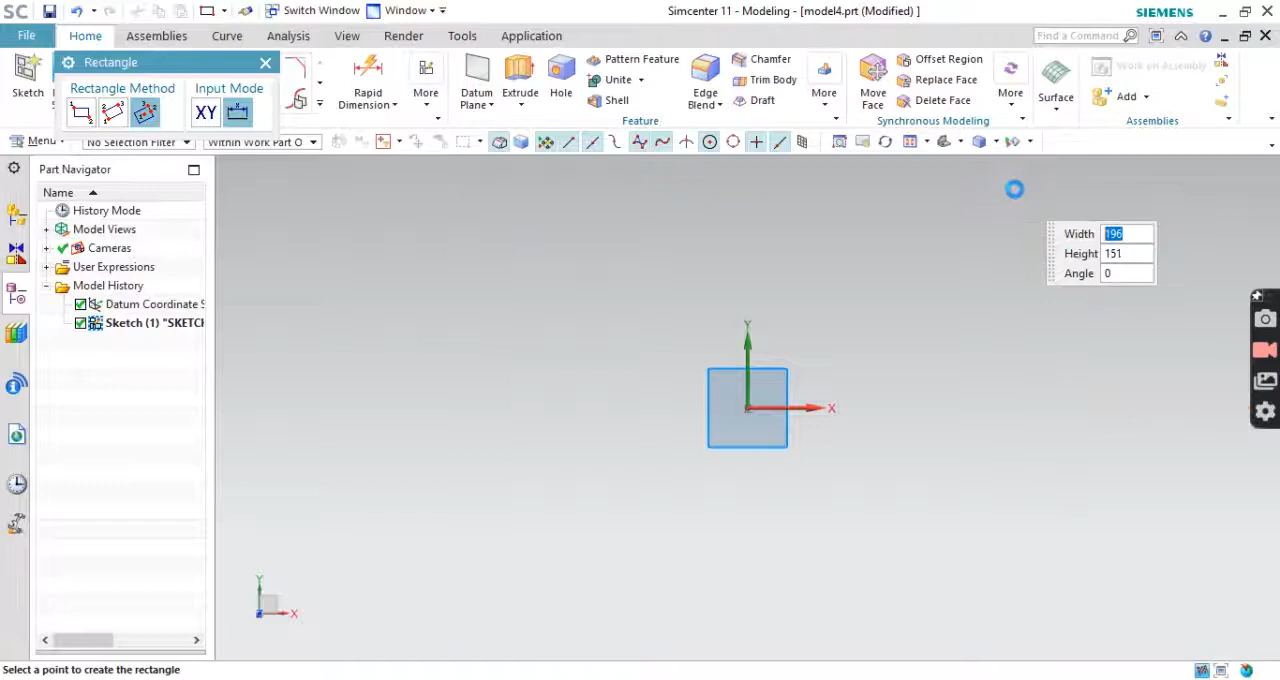 SC Switch Window Window Simcenter 11 - Modeling - [model4.prt (Modified) ] SIEMENS
File Home Assemblies Curve Analysis View Render Tools Application Find a Command
Rectangle
Rectangle Method Input Mode
XY
Sketch
Rapid Dimension
More
Datum Plane
Extrude
Hole
Pattern Feature
Unite
Shell
Edge Blend
Chamfer
Trim Body
Draft
More
Move Face
Offset Region
Replace Face
Delete Face
More
Surface
Work on Assembly
Add
Feature Synchronous Modeling Assemblies
Menu No Selection Filter Within Work Part O
Part Navigator
Name
History Mode
Model Views
Cameras
User Expressions
Model History
Datum Coordinate S
Sketch (1) "SKETCH
Width 196
Height 151
Angle 0
Y
X
Y
X
Select a point to create the rectangle